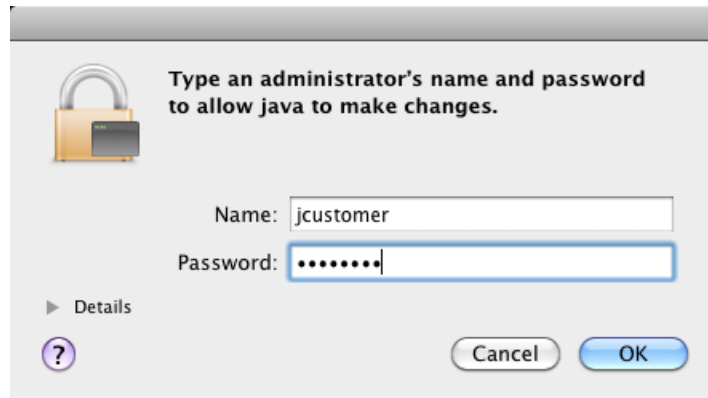 Type an administrator’s name and password
to allow java to make changes.
Name: jcustomer
Password: ••••••••
Details
?
Cancel OK